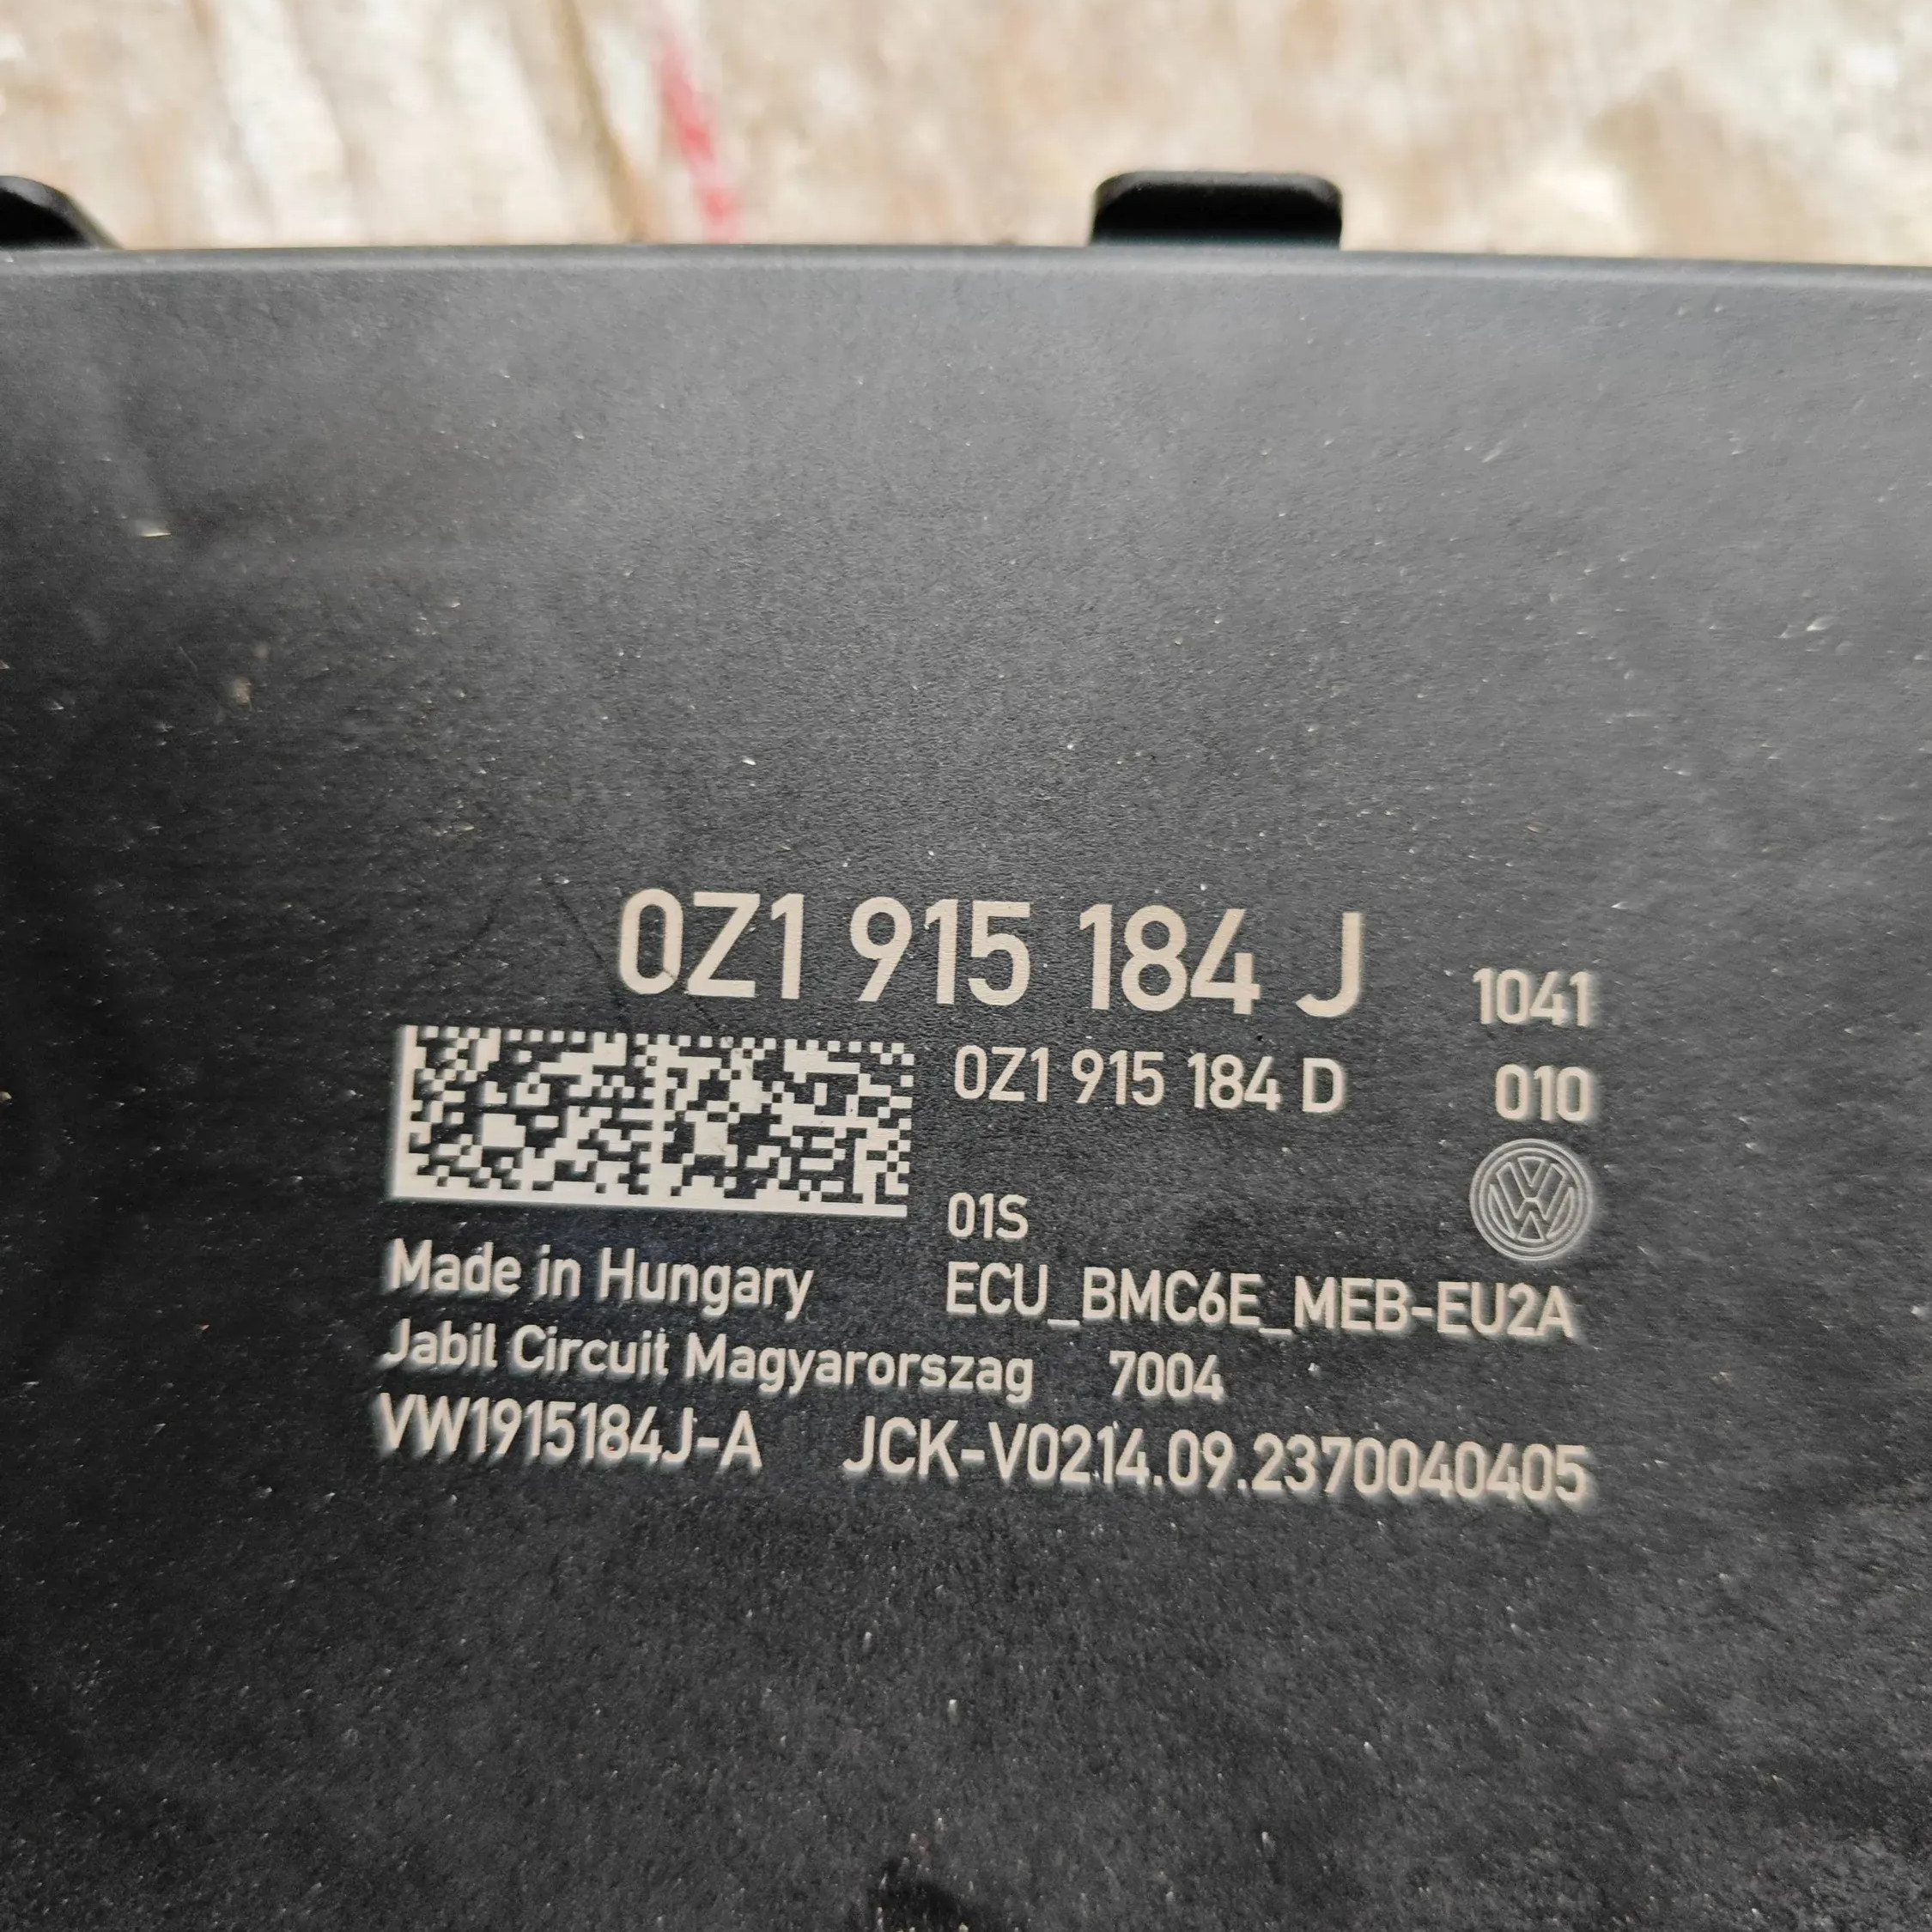 0Z1 915 184 J 1041
0Z1 915 184 D 010
01S
Made in Hungary ECU_BMC6E_MEB-EU2A
Jabil Circuit Magyarorszag 7004
VW1915184J-A JCK-V0214.09.2370040405